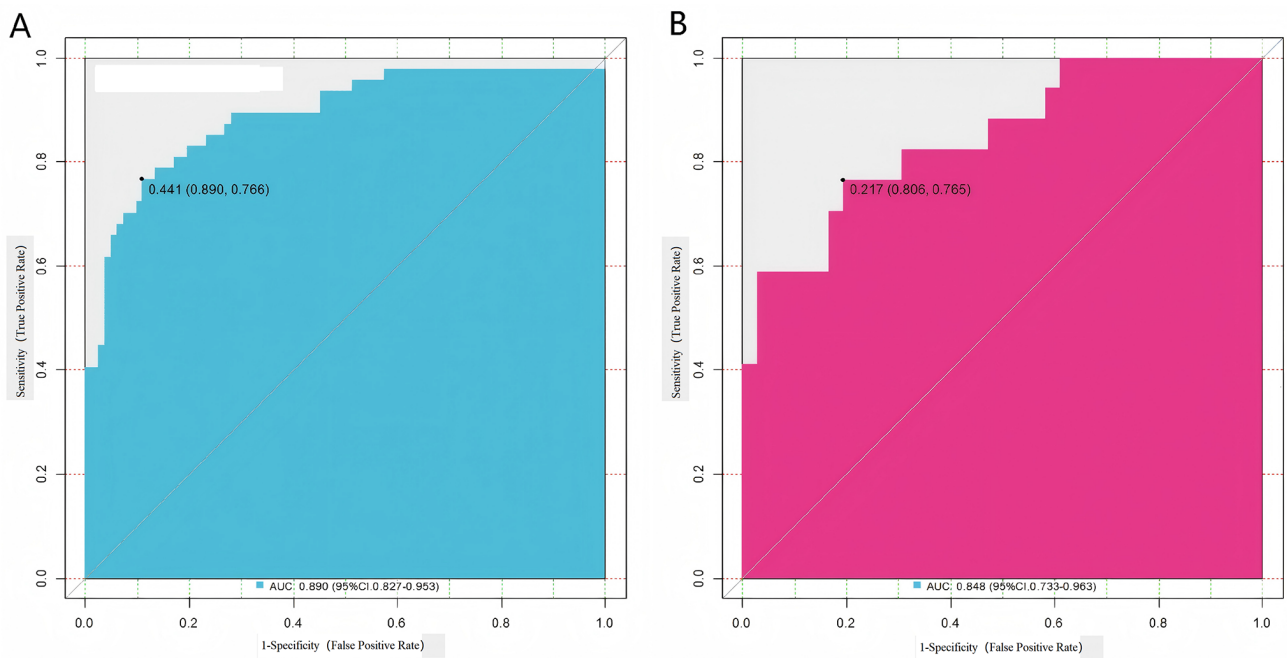 A
1.0
0.8
0.6
0.4
0.2
0.0
Sensitivity (True Positive Rate)
0.441 (0.890, 0.766)
AUC: 0.890 (95%CI.0.827-0.953)
0.0 0.2 0.4 0.6 0.8 1.0
1-Specificity (False Positive Rate)
B
1.0
0.8
0.6
0.4
0.2
0.0
Sensitivity (True Positive Rate)
0.217 (0.806, 0.765)
AUC: 0.848 (95%CI.0.733-0.963)
0.0 0.2 0.4 0.6 0.8 1.0
1-Specificity (False Positive Rate)